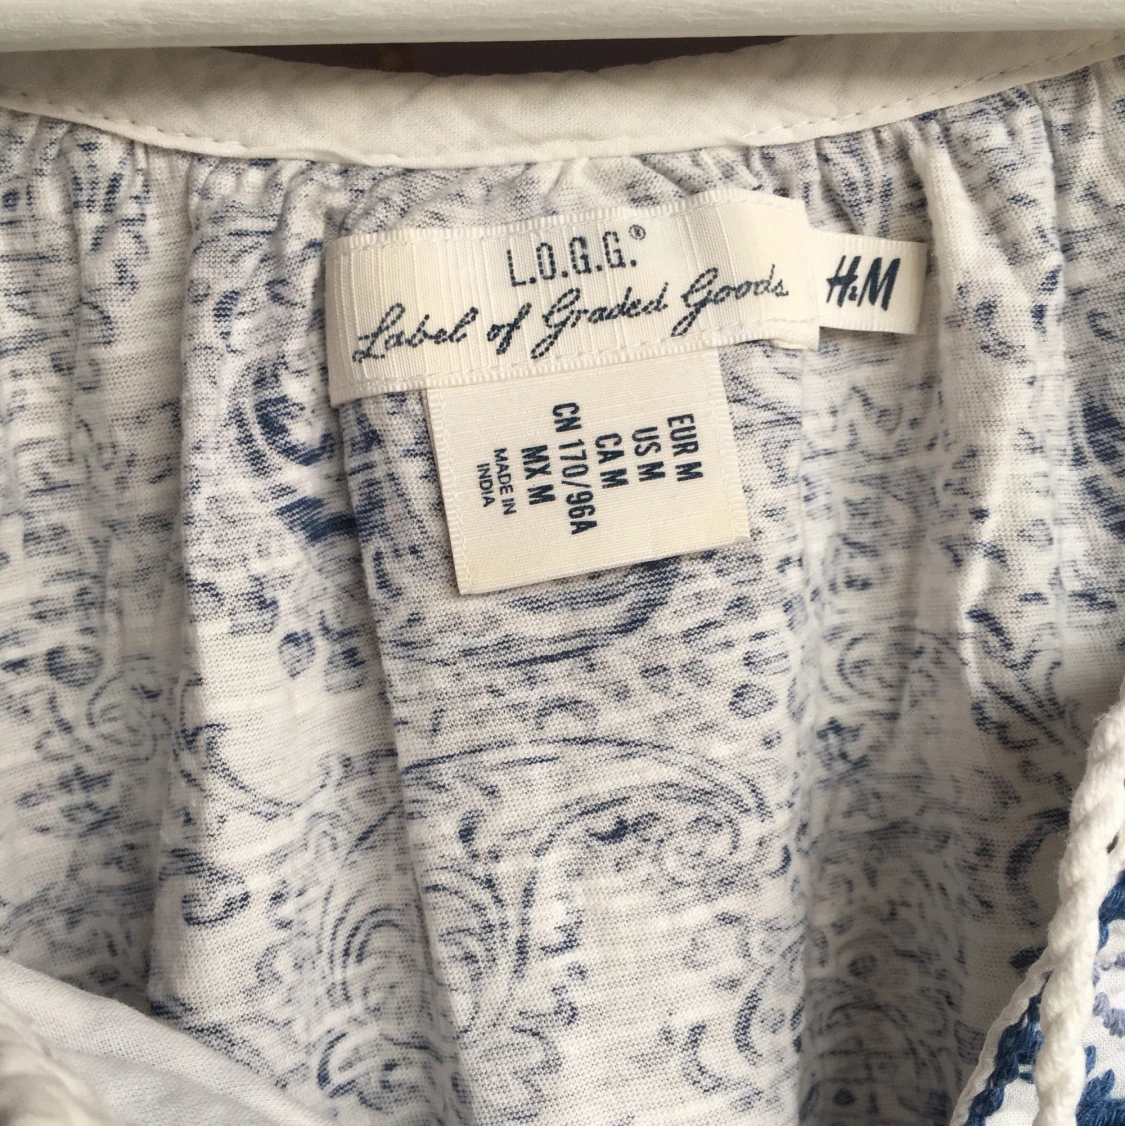 L.O.G.G.®
Label of Graded Goods
H&M
EUR M
US M
CA M
CN 170/96A
MX M
MADE IN
INDIA